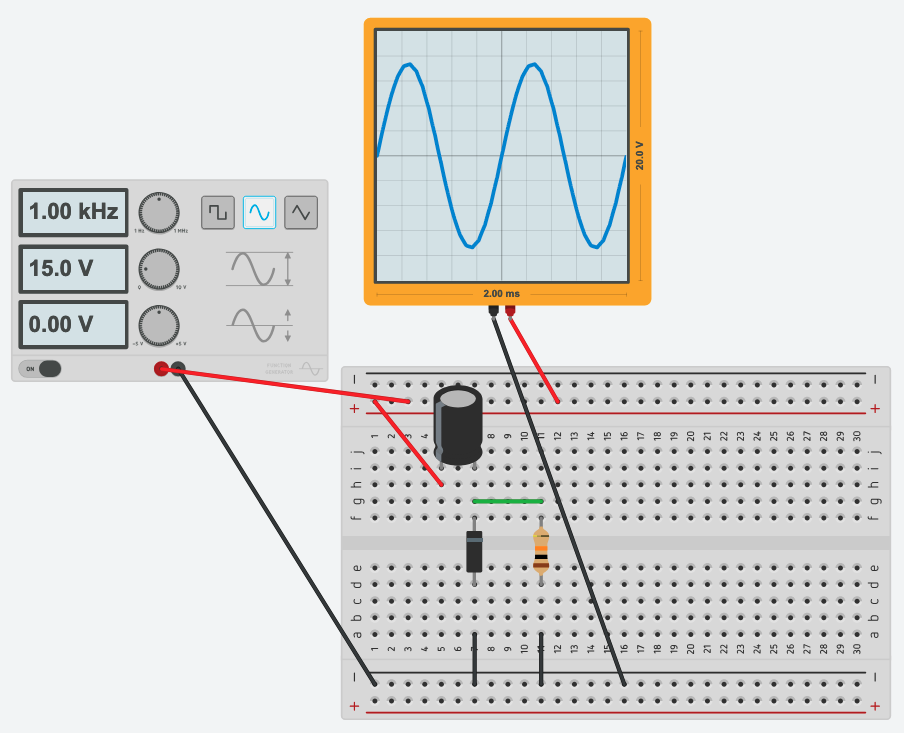 20.0 V
2.00 ms
1.00 kHz
1 Hz
1 MHz
15.0 V
0
10 V
0.00 V
-5 V
+5 V
ON
FUNCTION
GENERATOR
− −
+ +
1 2 3 4 8 9 10 11 12 13 14 15 16 17 18 19 20 21 22 23 24 25 26 27 28 29 30
j j
i i
h h
g g
f f
e e
d d
c c
b b
a a
1 2 3 4 5 6 7 8 9 10 11 12 13 14 15 16 17 18 19 20 21 22 23 24 25 26 27 28 29 30
− −
+ +